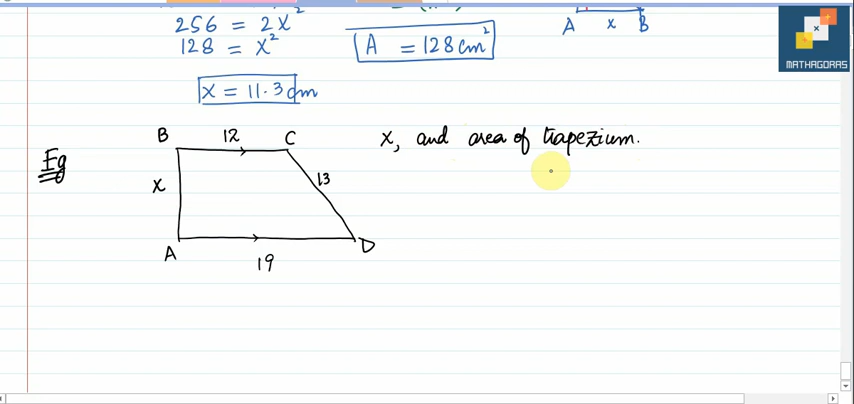 256 = 2x²
128 = x²
A = 128 cm²
x = 11.3 cm
A x B
MATHAGORAS
x
Eg
B 12 C
x, and area of trapezium.
x
13
A
D
19